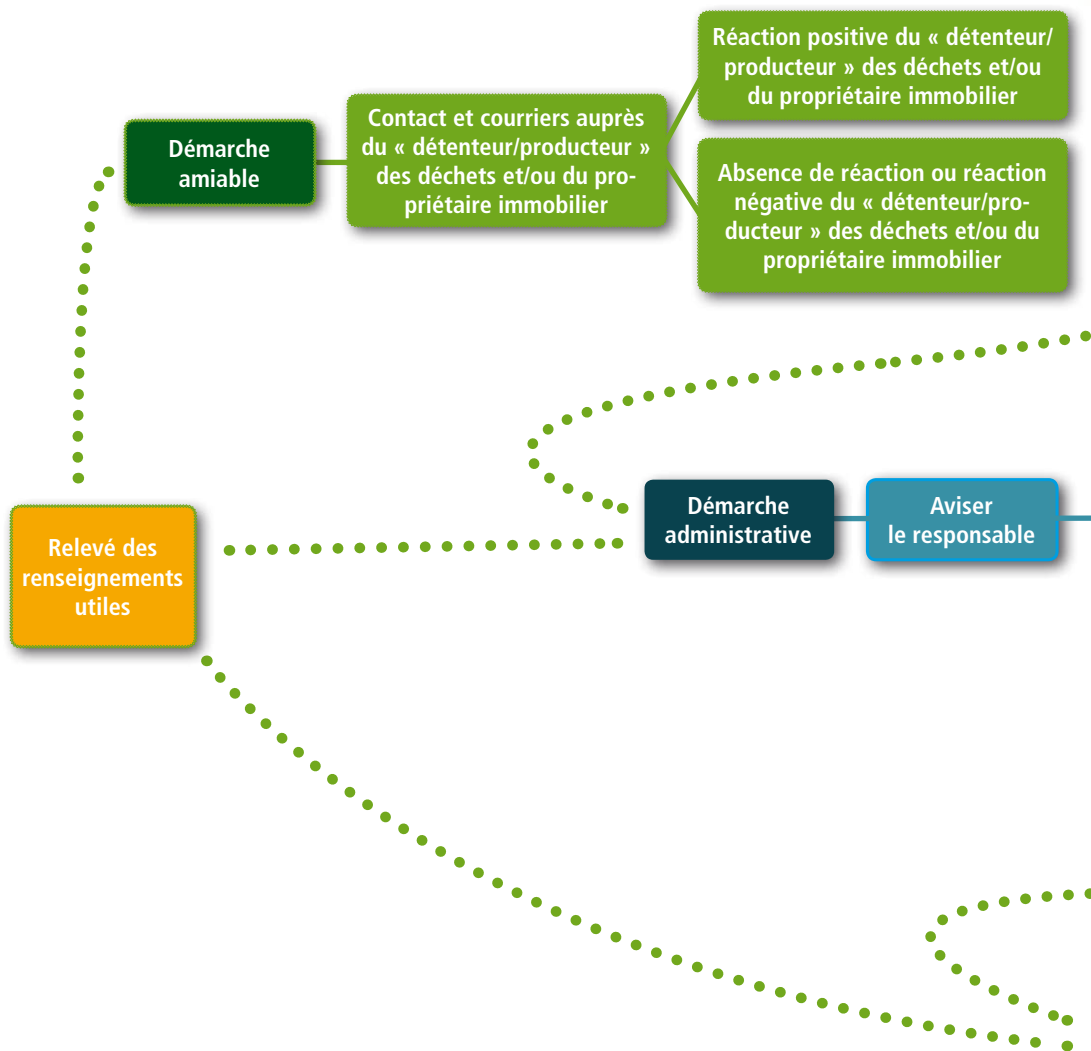 Réaction positive du « détenteur/
producteur » des déchets et/ou
du propriétaire immobilier
Démarche
amiable
Contact et courriers auprès
du « détenteur/producteur »
des déchets et/ou du pro-
priétaire immobilier
Absence de réaction ou réaction
négative du « détenteur/pro-
ducteur » des déchets et/ou du
propriétaire immobilier
Démarche
administrative
Aviser
le responsable
Relevé des
renseignements
utiles